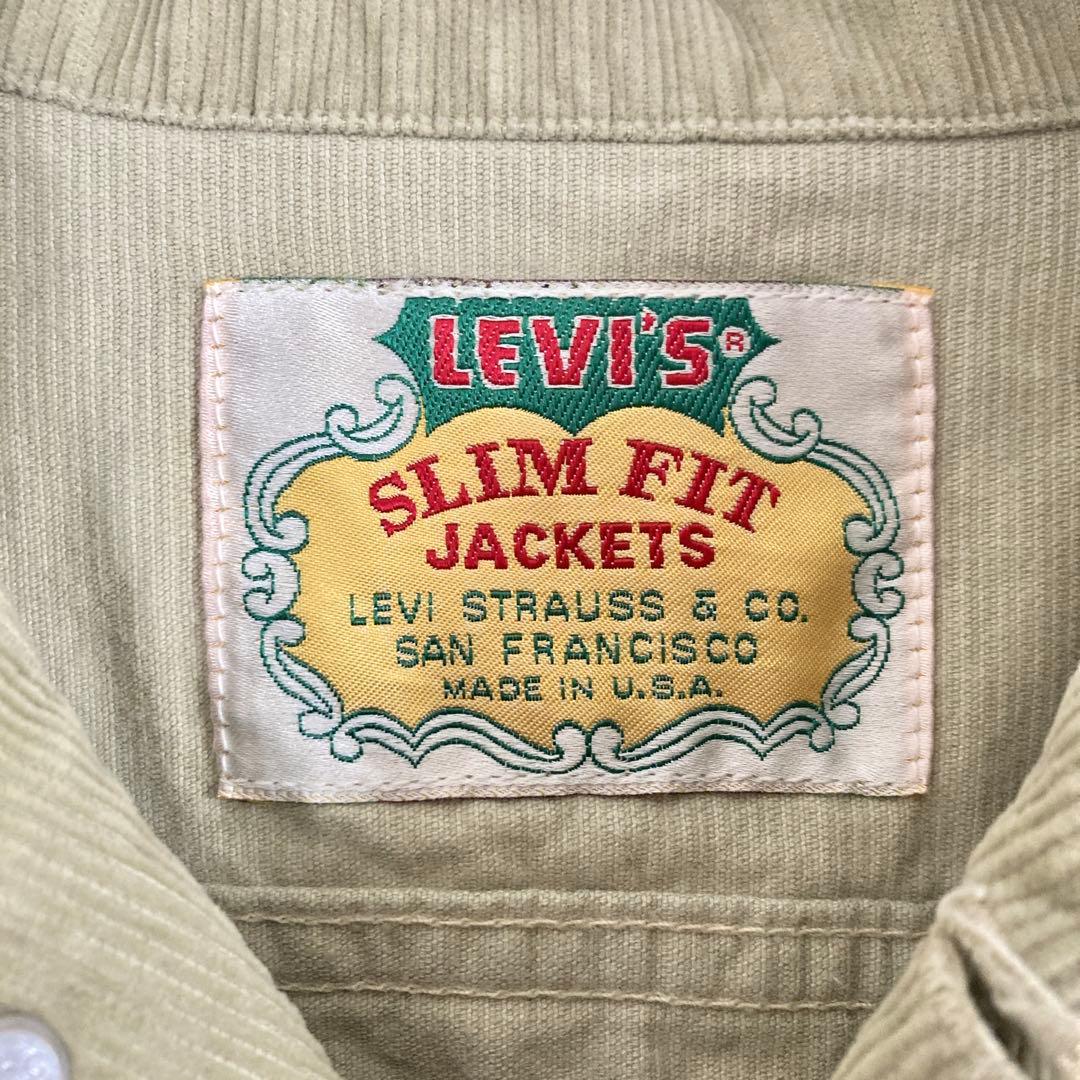 LEVI'S®
SLIM FIT
JACKETS
LEVI STRAUSS & CO.
SAN FRANCISCO
MADE IN U.S.A.